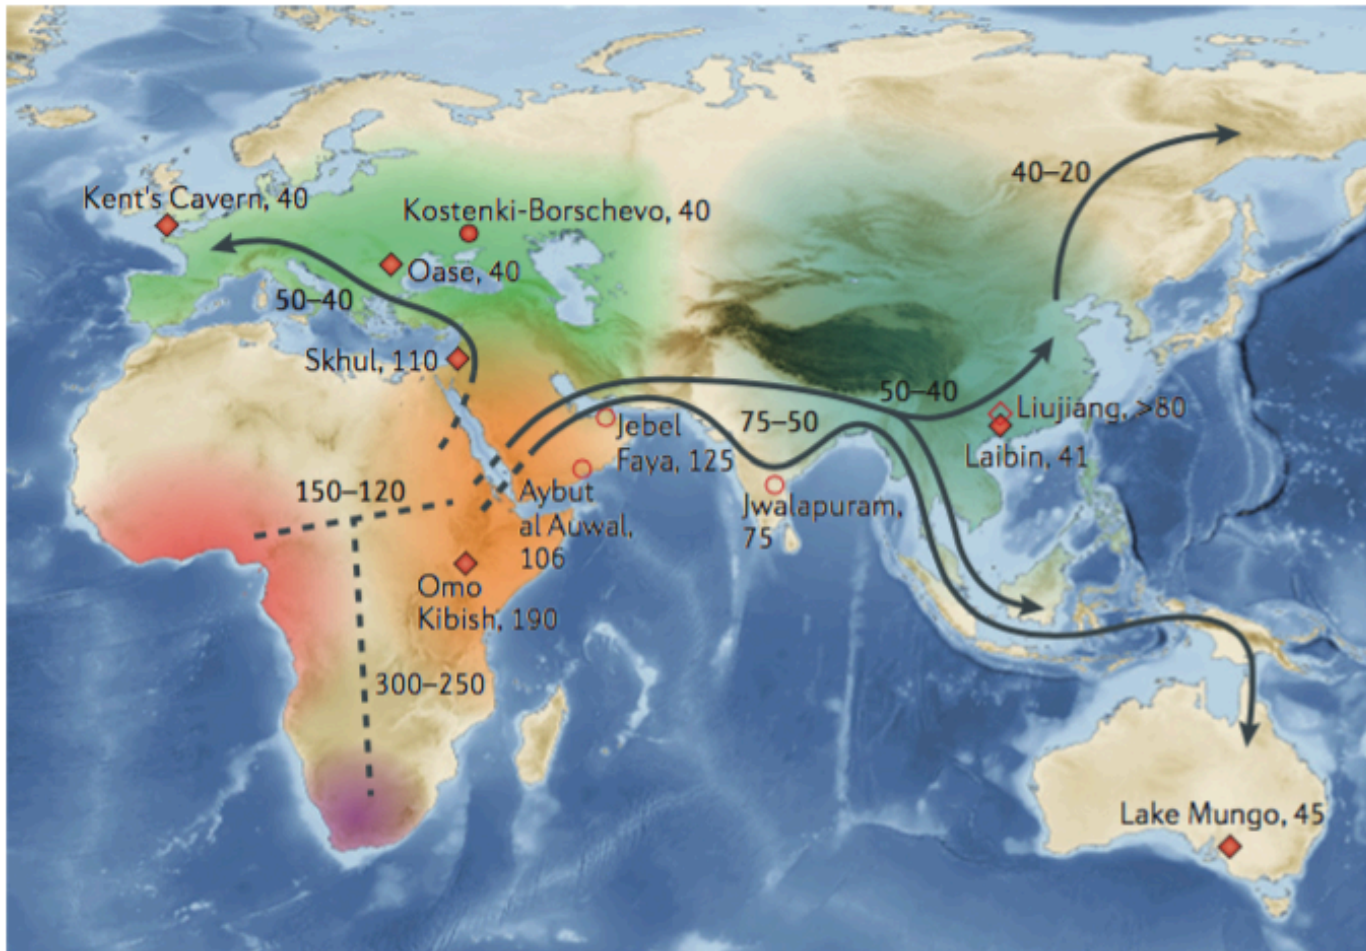 40–20
Kent's Cavern, 40
Kostenki-Borschevo, 40
Oase, 40
50–40
Skhul, 110
50–40
Liujiang, >80
75–50
Jebel
Faya, 125
Laibin, 41
150–120
Aybut
al Auwal,
106
Jwalapuram,
75
Omo
Kibish, 190
300–250
Lake Mungo, 45